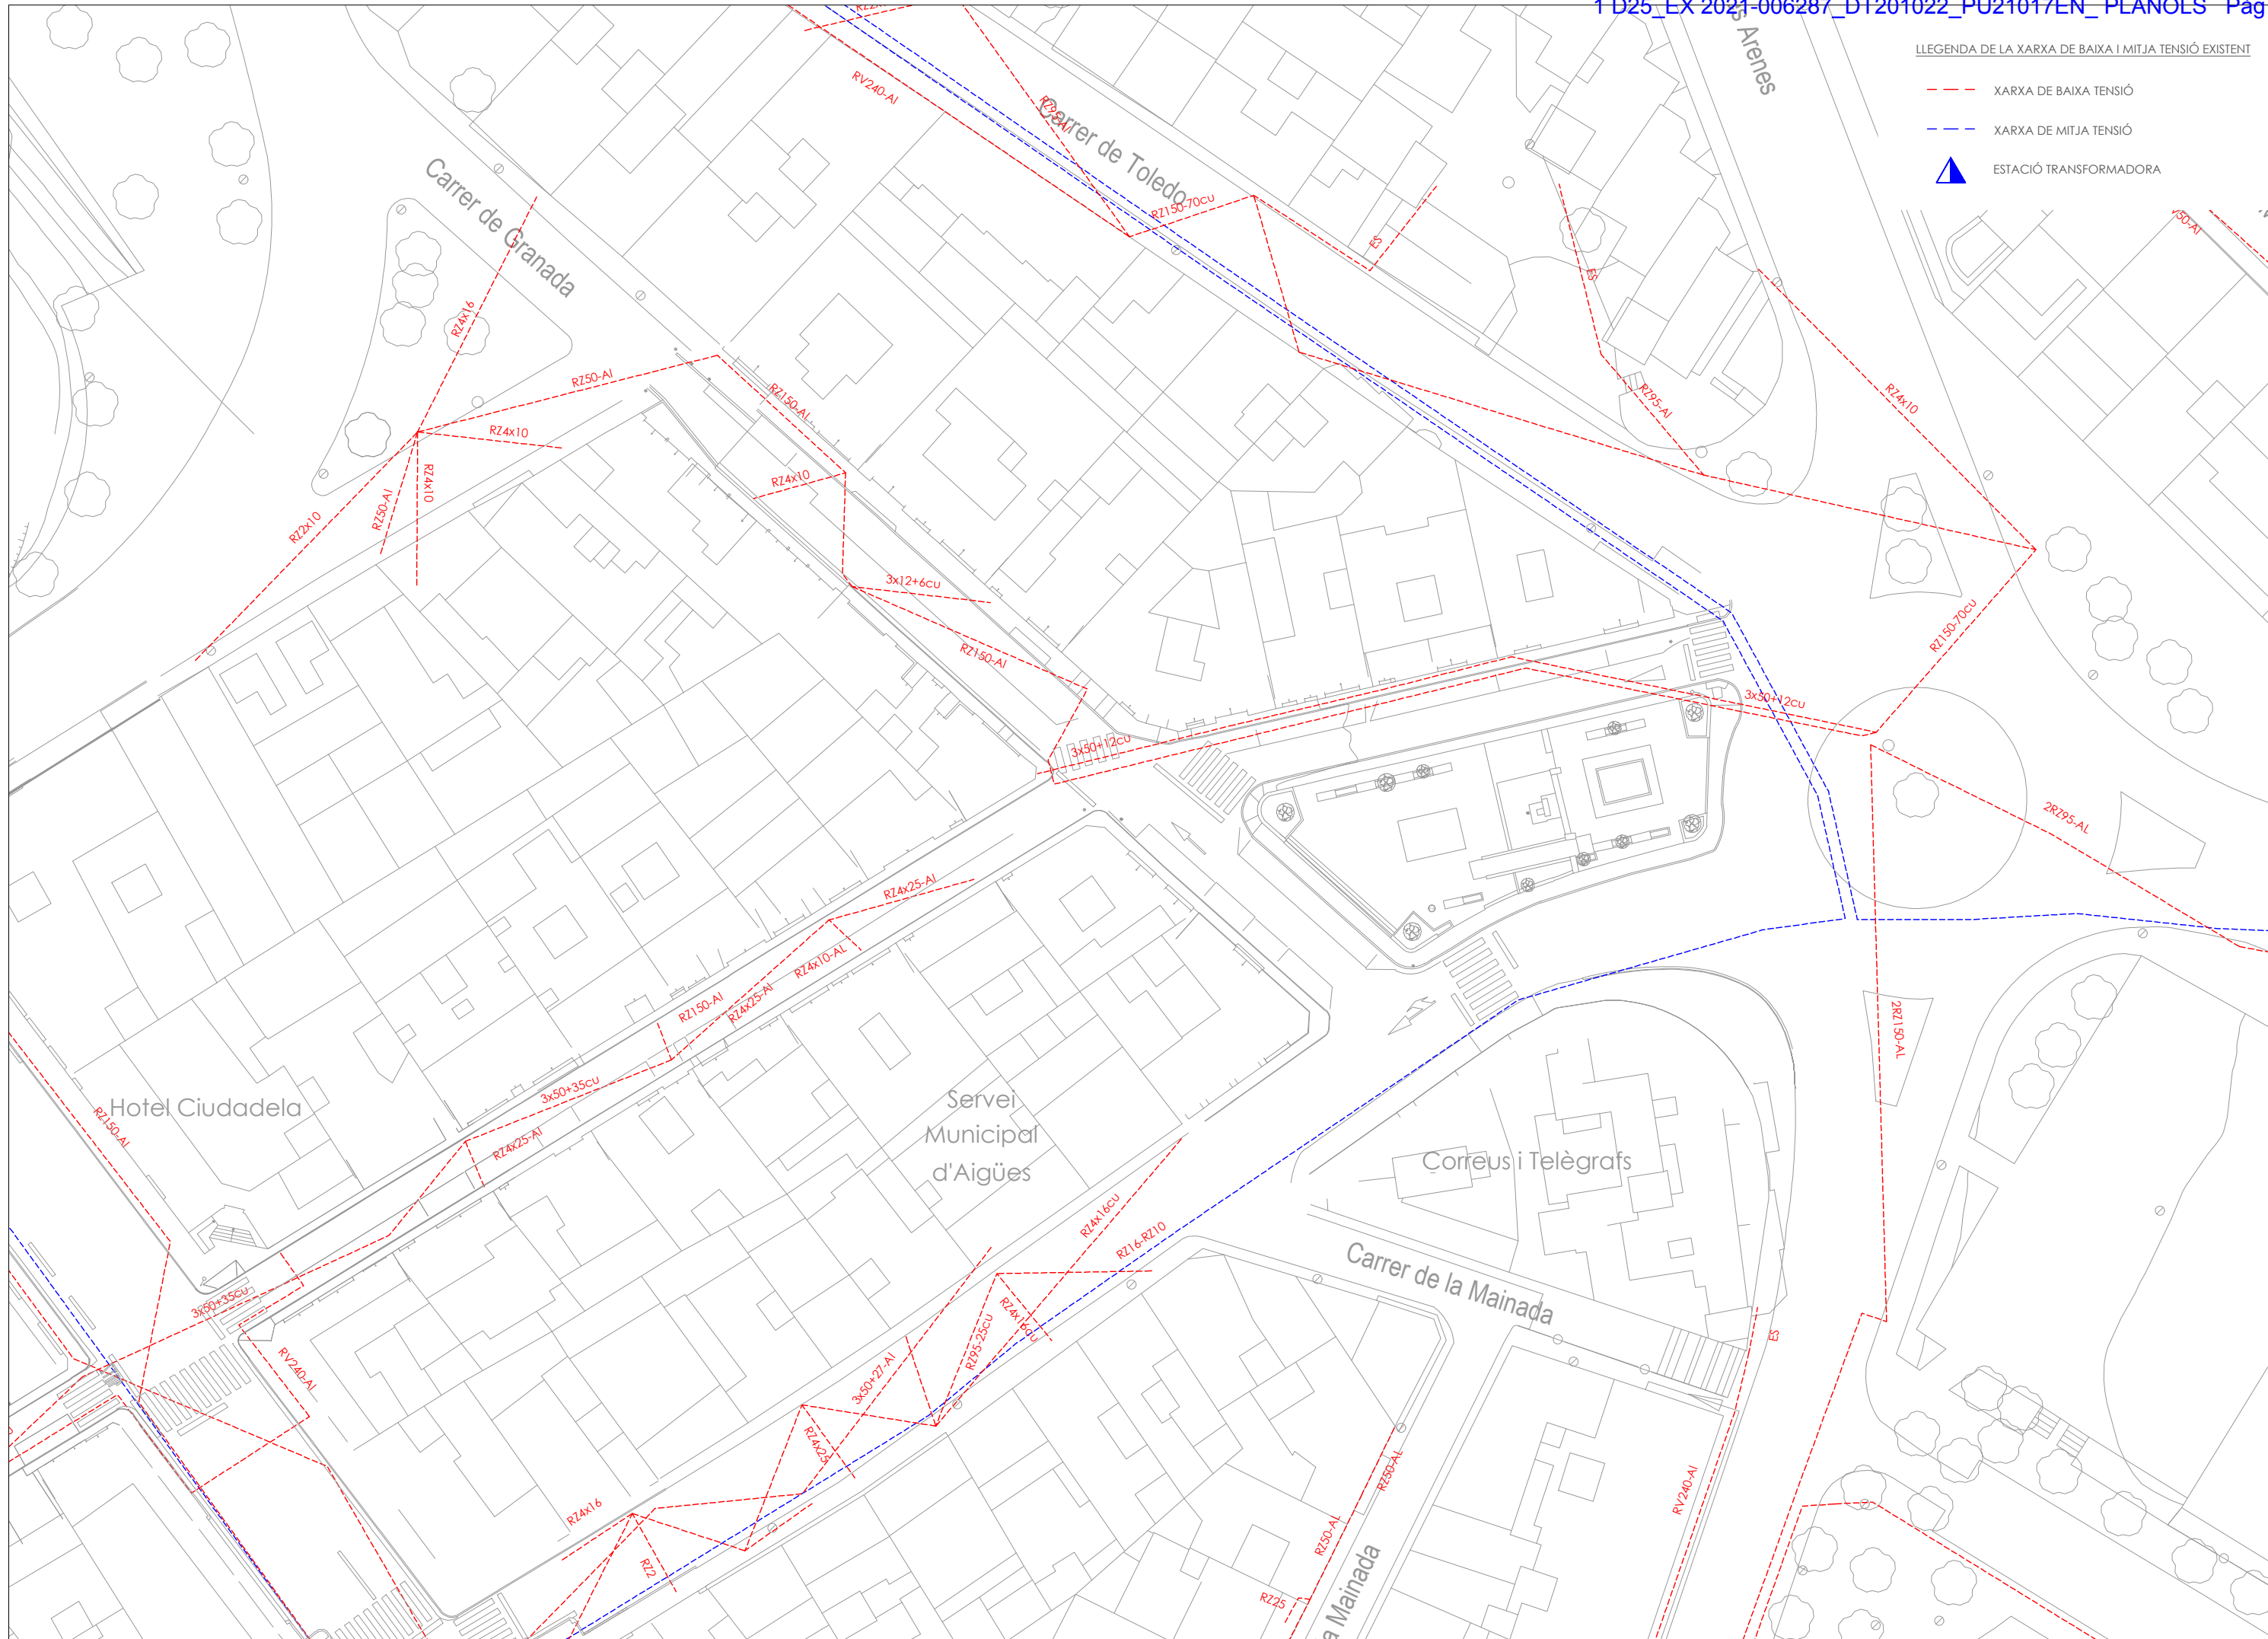 1 D25_EX 2021-006287_DT201022_PU21017EN_ PLANOLS Pàg
LLEGENDA DE LA XARXA DE BAIXA I MITJA TENSIÓ EXISTENT
XARXA DE BAIXA TENSIÓ
XARXA DE MITJA TENSIÓ
ESTACIÓ TRANSFORMADORA
Arenes
RV240-Al
RZ95-Al
Carrer de Toledo
Carrer de Granada
RZ150-70cu
ES
ES
50-Al
RZ4x16
RZ50-Al
RZ150-Al
RZ95-Al
RZ4x10
RZ4x10
RZ4x10
RZ4x10
RZ50-Al
RZ2x10
3x12+6cu
RZ150-Al
RZ150-70cu
3x50+12cu
3x50+12cu
2RZ95-AL
RZ4x25-Al
RZ4x10-AL
RZ150-Al
RZ4x25-Al
2RZ150-AL
3x50+35cu
RZ4x25-Al
RZ150-Al
Hotel Ciudadela
Servei
Municipal
d'Aigües
Correus i Telègrafs
RZ4x16cu
RZ16-RZ10
Carrer de la Mainada
3x50+35cu
RZ4x16cu
RZ95-25cu
ES
RV240-Al
3x50+27-Al
RZ4x25
RZ50-AL
RV240-Al
RZ4x16
RZ50-AL
RZ2
RZ25
a Mainada